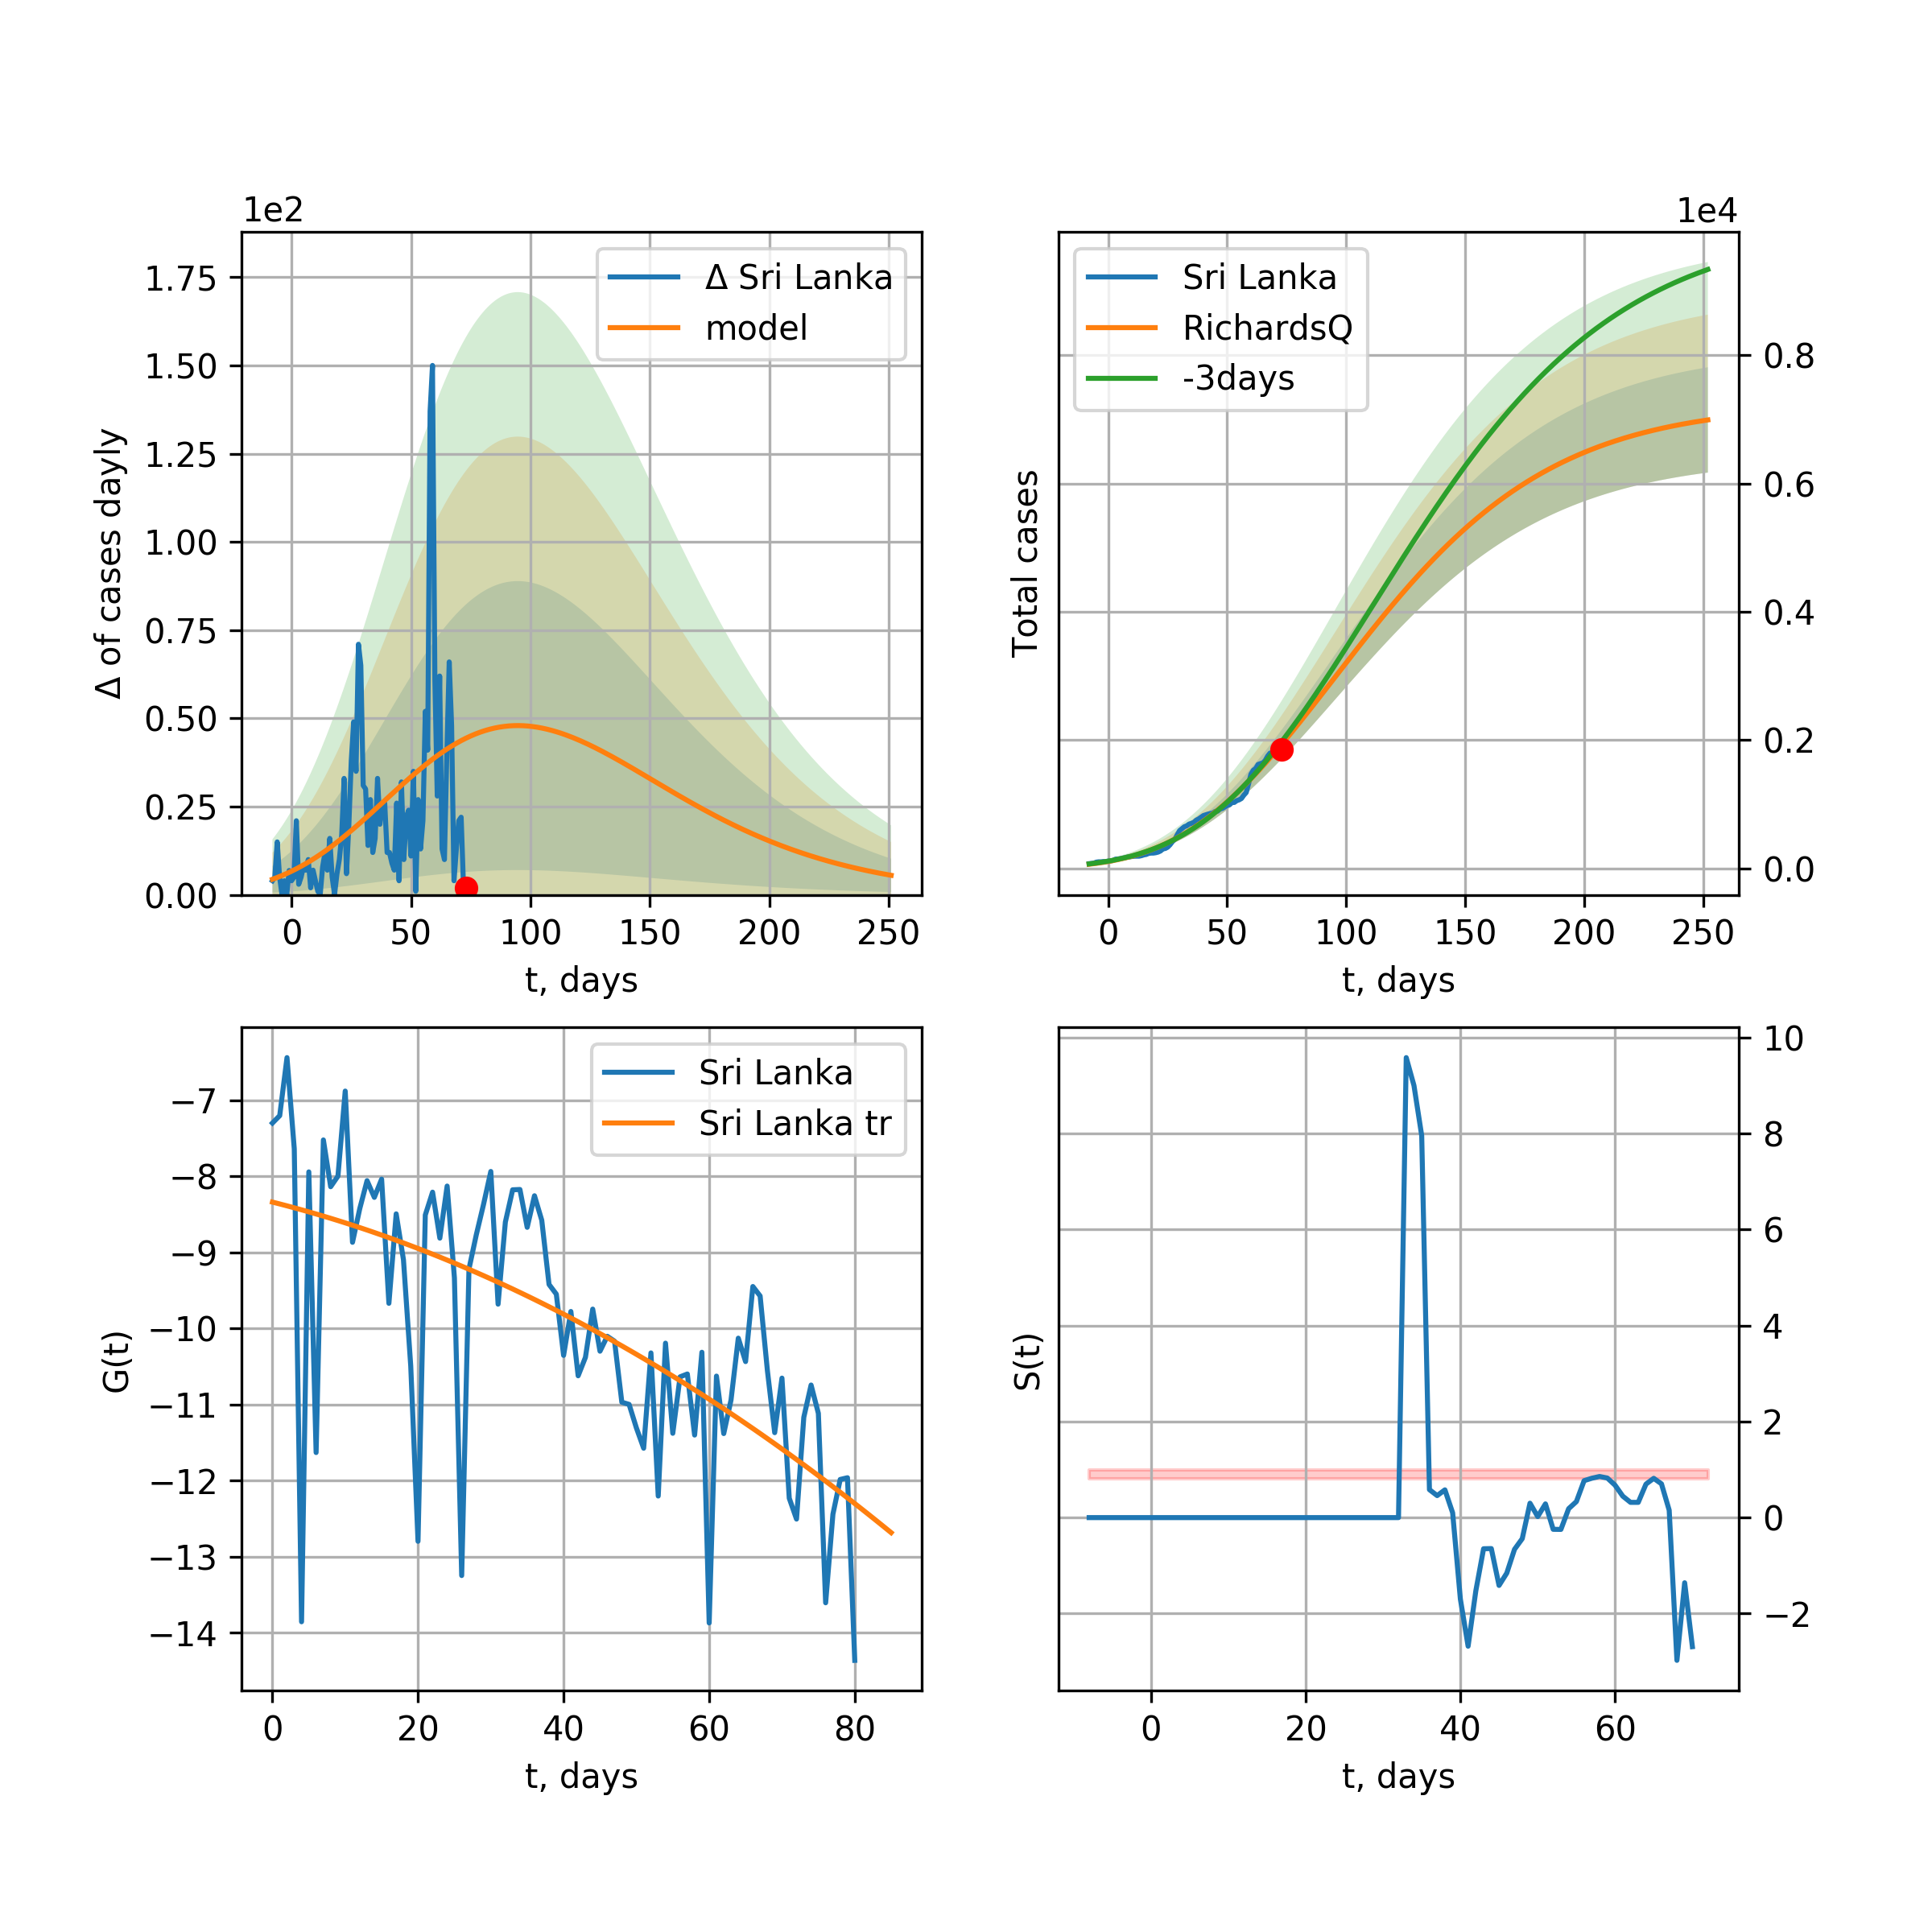 1e2
Δ of cases dayly
1.75
1.50
1.25
1.00
0.75
0.50
0.25
0.00
Δ Sri Lanka
model
0 50 100 150 200 250
t, days
1e4
Total cases
Sri Lanka
RichardsQ
-3days
0.8
0.6
0.4
0.2
0.0
0 50 100 150 200 250
t, days
G(t)
−7
−8
−9
−10
−11
−12
−13
−14
Sri Lanka
Sri Lanka tr
0 20 40 60 80
t, days
S(t)
10
8
6
4
2
0
−2
0 20 40 60
t, days